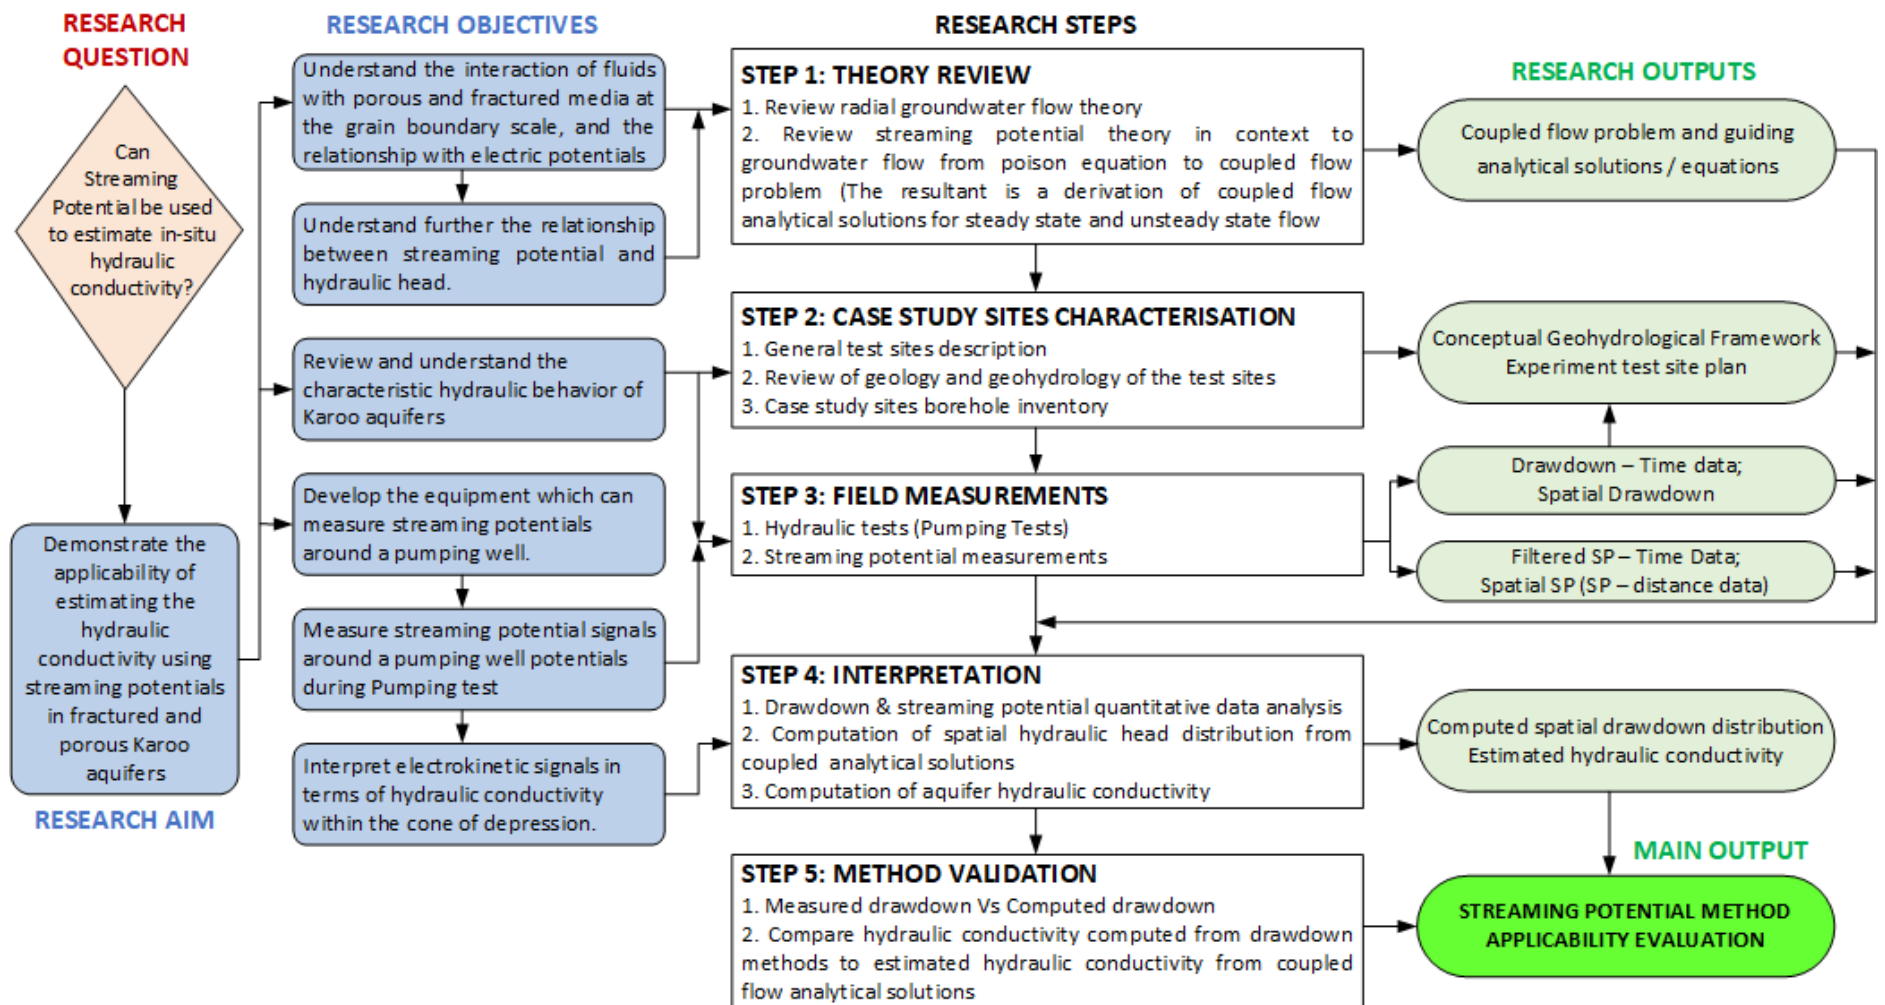 RESEARCH
QUESTION
Can
Streaming
Potential be used
to estimate in-situ
hydraulic
conductivity?
Demonstrate the
applicability of
estimating the
hydraulic
conductivity using
streaming potentials
in fractured and
porous Karoo
aquifers
RESEARCH AIM
RESEARCH OBJECTIVES
Understand the interaction of fluids
with porous and fractured media at
the grain boundary scale, and the
relationship with electric potentials
Understand further the relationship
between streaming potential and
hydraulic head.
Review and understand the
characteristic hydraulic behavior of
Karoo aquifers
Develop the equipment which can
measure streaming potentials
around a pumping well.
Measure streaming potential signals
around a pumping well potentials
during Pumping test
Interpret electrokinetic signals in
terms of hydraulic conductivity
within the cone of depression.
RESEARCH STEPS
STEP 1: THEORY REVIEW
1. Review radial groundwater flow theory
2. Review streaming potential theory in context to
groundwater flow from poison equation to coupled flow
problem (The resultant is a derivation of coupled flow
analytical solutions for steady state and unsteady state flow
STEP 2: CASE STUDY SITES CHARACTERISATION
1. General test sites description
2. Review of geology and geohydrology of the test sites
3. Case study sites borehole inventory
STEP 3: FIELD MEASUREMENTS
1. Hydraulic tests (Pumping Tests)
2. Streaming potential measurements
STEP 4: INTERPRETATION
1. Drawdown & streaming potential quantitative data analysis
2. Computation of spatial hydraulic head distribution from
coupled analytical solutions
3. Computation of aquifer hydraulic conductivity
STEP 5: METHOD VALIDATION
1. Measured drawdown Vs Computed drawdown
2. Compare hydraulic conductivity computed from drawdown
methods to estimated hydraulic conductivity from coupled
flow analytical solutions
RESEARCH OUTPUTS
Coupled flow problem and guiding
analytical solutions / equations
Conceptual Geohydrological Framework
Experiment test site plan
Drawdown – Time data;
Spatial Drawdown
Filtered SP – Time Data;
Spatial SP (SP – distance data)
Computed spatial drawdown distribution
Estimated hydraulic conductivity
MAIN OUTPUT
STREAMING POTENTIAL METHOD
APPLICABILITY EVALUATION